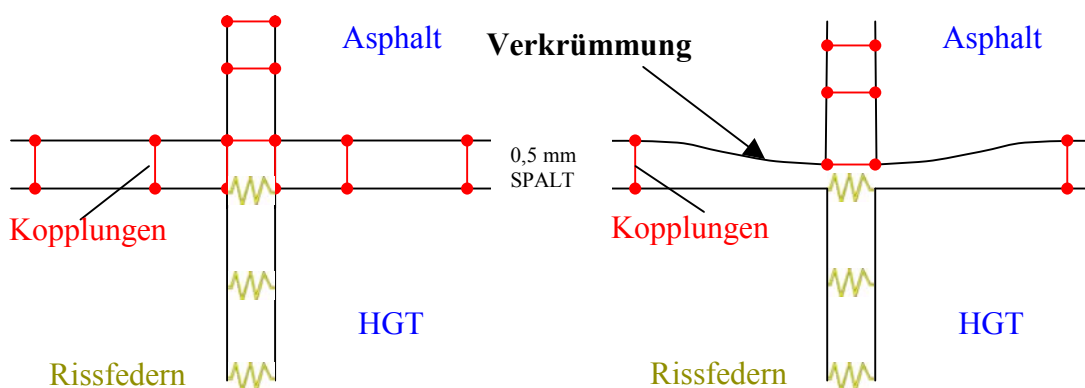 Asphalt
Kopplungen
HGT
Rissfedern
0,5 mm
SPALT
Verkrümmung
Asphalt
Kopplungen
HGT
Rissfedern